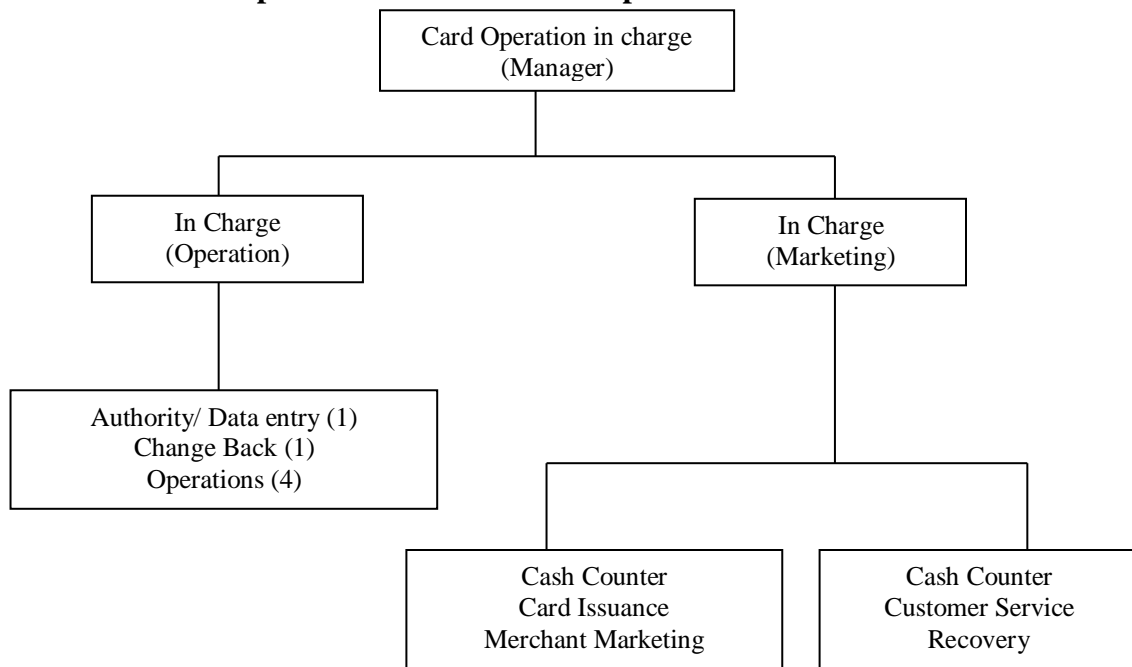 Card Operation in charge
(Manager)
In Charge
(Operation)
In Charge
(Marketing)
Authority/ Data entry (1)
Change Back (1)
Operations (4)
Cash Counter
Card Issuance
Merchant Marketing
Cash Counter
Customer Service
Recovery